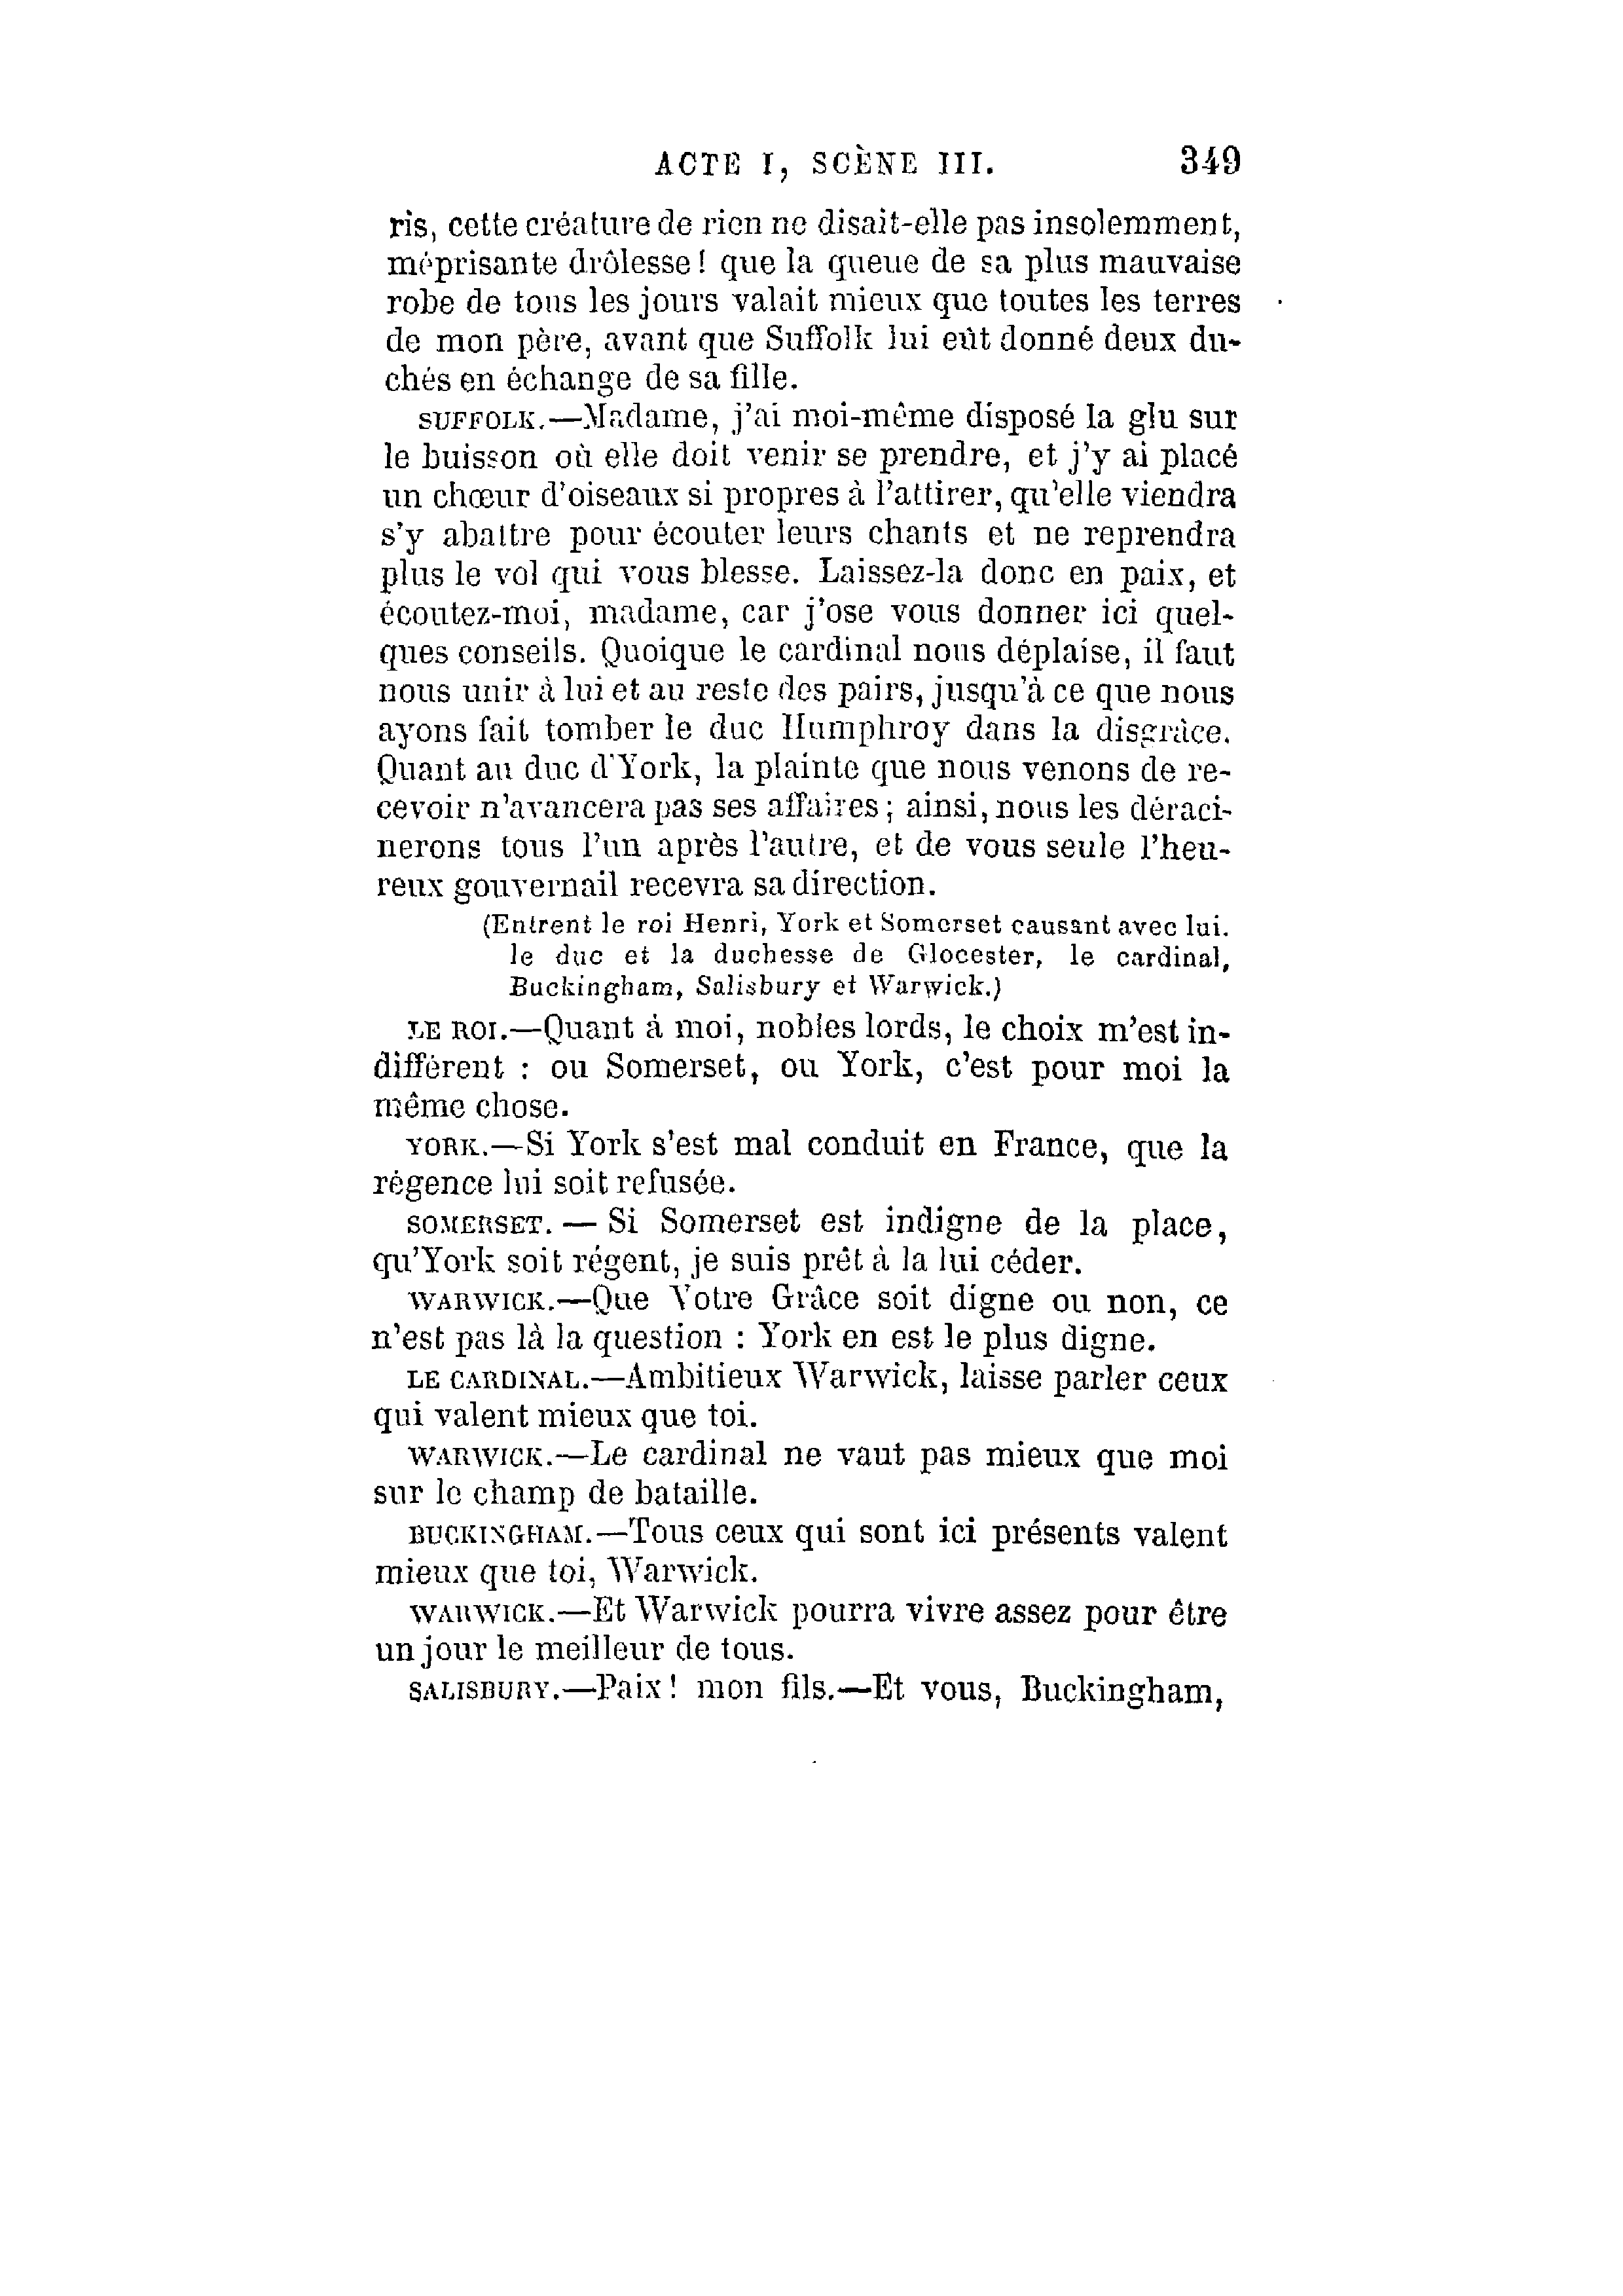 ACTE I, SCÈNE III. 349
ris, cette créature de rien ne disait-elle pas insolemment,
méprisante drôlesse! que la queue de sa plus mauvaise
robe de tous les jours valait mieux que toutes les terres
de mon père, avant que Suffolk lui eût donné deux du-
chés en échange de sa fille.
SUFFOLK.—Madame, j'ai moi-même disposé la glu sur
le buisson où elle doit venir se prendre, et j'y ai placé
un chœur d'oiseaux si propres à l'attirer, qu'elle viendra
s'y abattre pour écouter leurs chants et ne reprendra
plus le vol qui vous blesse. Laissez-la donc en paix, et
écoutez-moi, madame, car j'ose vous donner ici quel-
ques conseils. Quoique le cardinal nous déplaise, il faut
nous unir à lui et au reste des pairs, jusqu'à ce que nous
ayons fait tomber le duc Humphroy dans la disgrâce.
Quant au duc d'York, la plainte que nous venons de re-
cevoir n'avancera pas ses affaires; ainsi, nous les déraci-
nerons tous l'un après l'autre, et de vous seule l'heu-
reux gouvernail recevra sa direction.
(Entrent le roi Henri, York et Somerset causant avec lui.
le duc et la duchesse de Glocester, le cardinal,
Buckingham, Salisbury et Warwick.)
LE ROI.—Quant à moi, nobles lords, le choix m'est in-
différent : ou Somerset, ou York, c'est pour moi la
même chose.
YORK.—Si York s'est mal conduit en France, que la
régence lui soit refusée.
SOMERSET. — Si Somerset est indigne de la place,
qu'York soit régent, je suis prêt à la lui céder.
WARWICK.—Que Votre Grâce soit digne ou non, ce
n'est pas là la question : York en est le plus digne.
LE CARDINAL.—Ambitieux Warwick, laisse parler ceux
qui valent mieux que toi.
WARWICK.—Le cardinal ne vaut pas mieux que moi
sur le champ de bataille.
BUCKINGHAM.—Tous ceux qui sont ici présents valent
mieux que toi, Warwick.
WARWICK.—Et Warwick pourra vivre assez pour être
un jour le meilleur de tous.
SALISBURY.—Paix! mon fils.—Et vous, Buckingham,